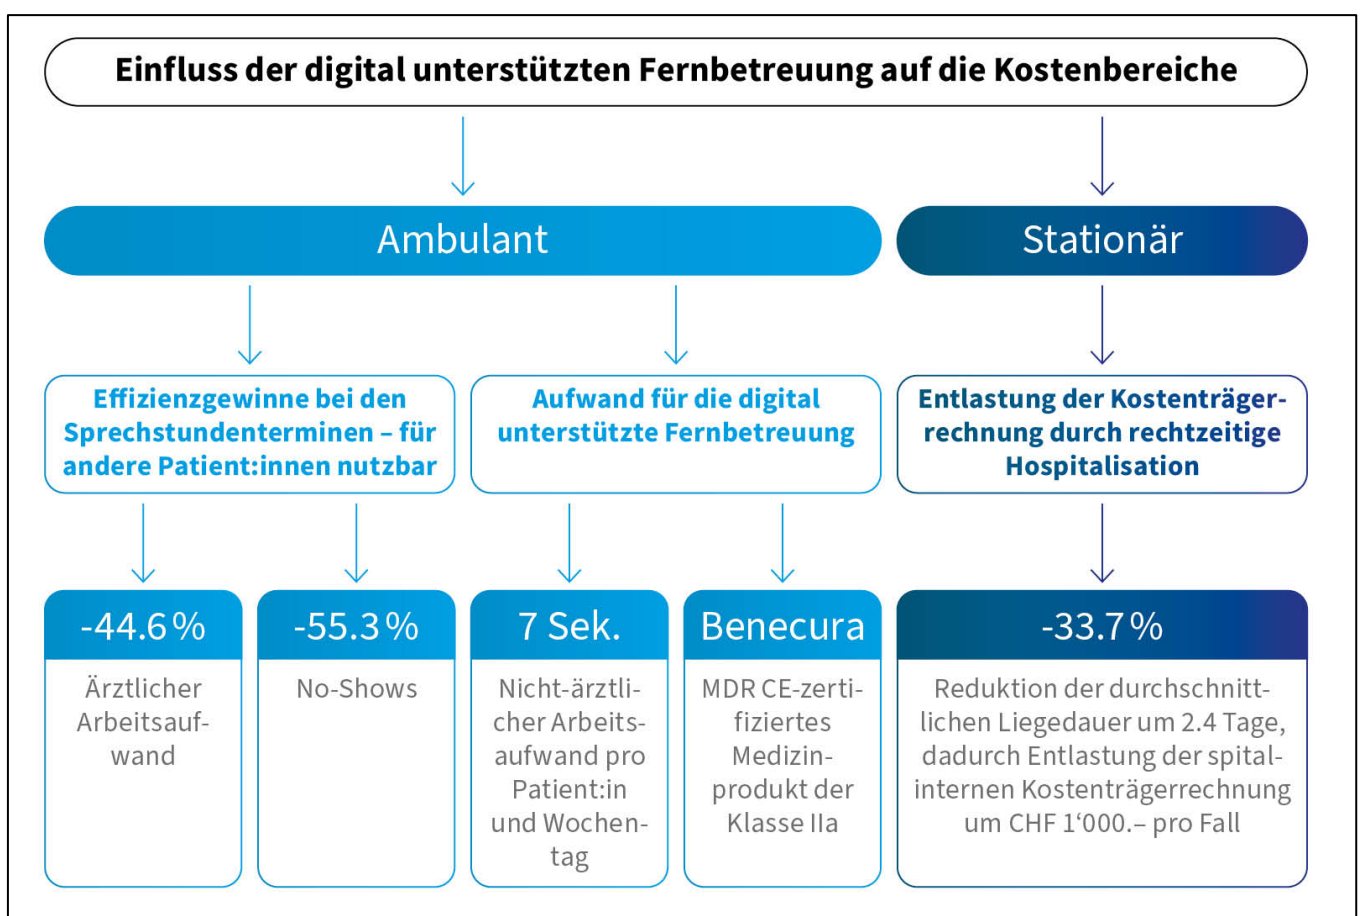 Einfluss der digital unterstützten Fernbetreuung auf die Kostenbereiche
Ambulant
Stationär
Effizienzgewinne bei den
Sprechstundenterminen – für
andere Patient:innen nutzbar
Aufwand für die digital
unterstützte Fernbetreuung
Entlastung der Kostenträger-
rechnung durch rechtzeitige
Hospitalisation
-44.6 %
Ärztlicher
Arbeitsauf-
wand
-55.3 %
No-Shows
7 Sek.
Nicht-ärztli-
cher Arbeits-
aufwand pro
Patient:in
und Wochen-
tag
Benecura
MDR CE-zerti-
fiziertes
Medizin-
produkt der
Klasse IIa
-33.7 %
Reduktion der durchschnitt-
lichen Liegedauer um 2.4 Tage,
dadurch Entlastung der spital-
internen Kostenträgerrechnung
um CHF 1‘000.– pro Fall